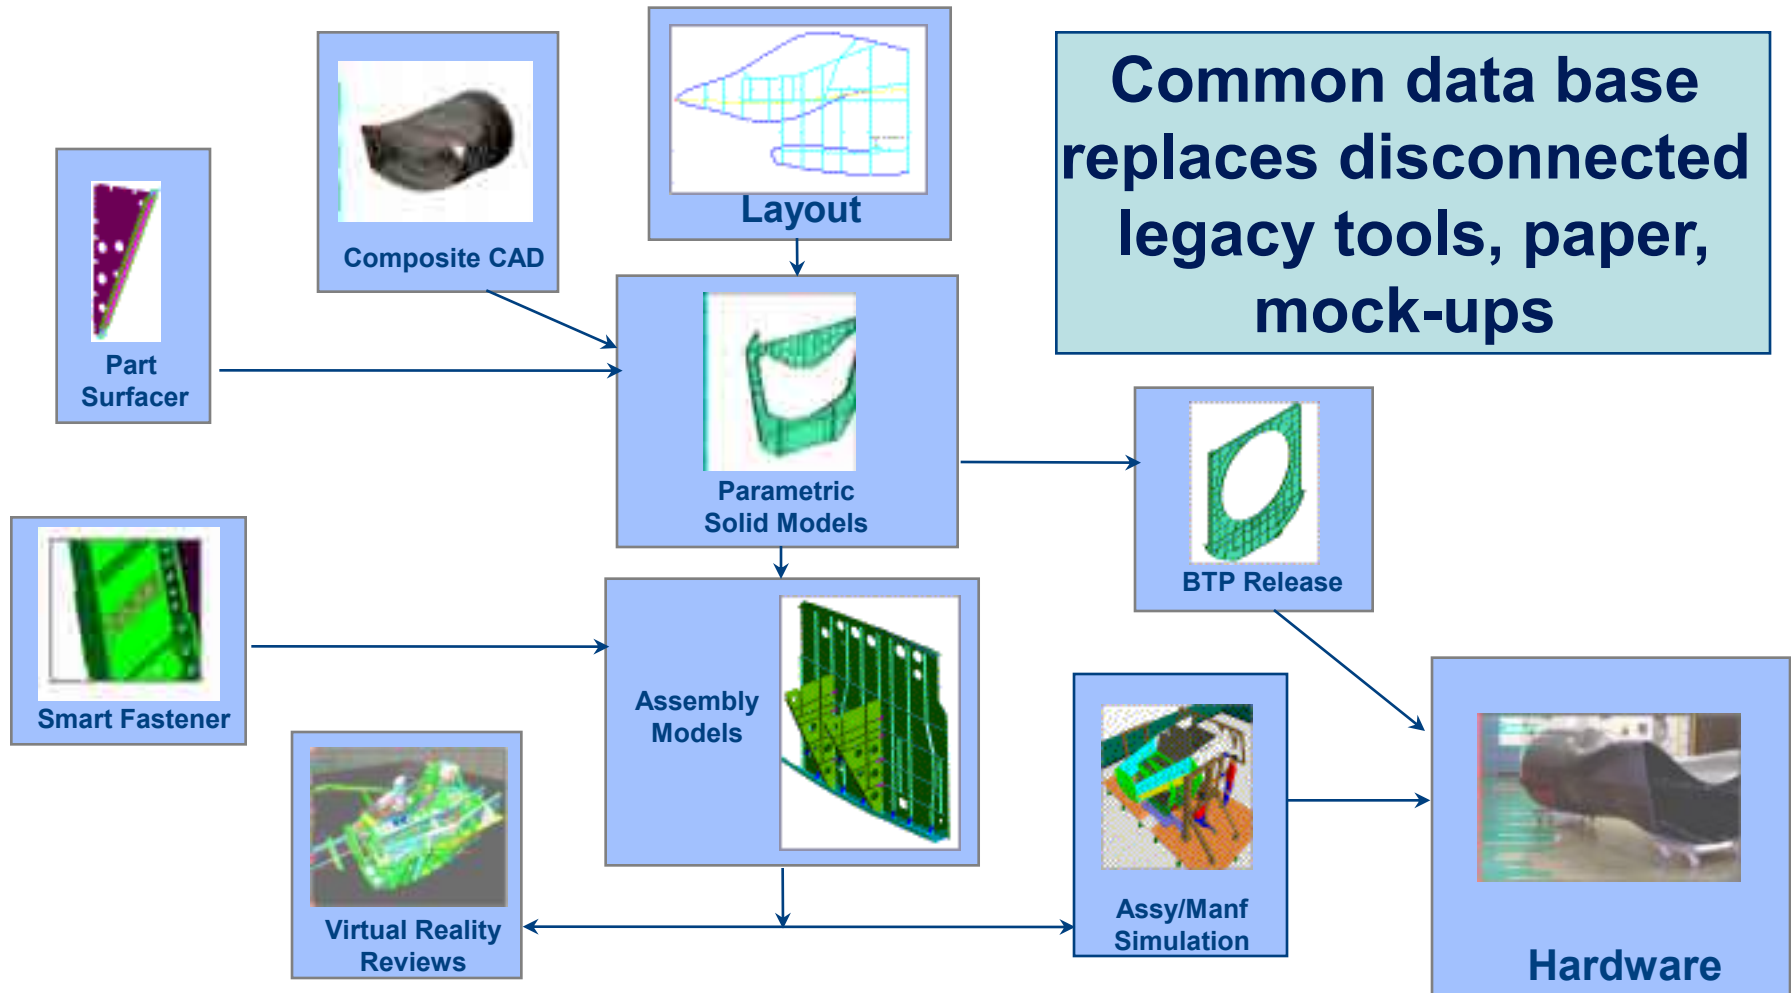 Common data base
replaces disconnected
legacy tools, paper,
mock-ups
Layout
Composite CAD
Part
Surfacer
Parametric
Solid Models
BTP Release
Smart Fastener
Assembly
Models
Virtual Reality
Reviews
Assy/Manf
Simulation
Hardware